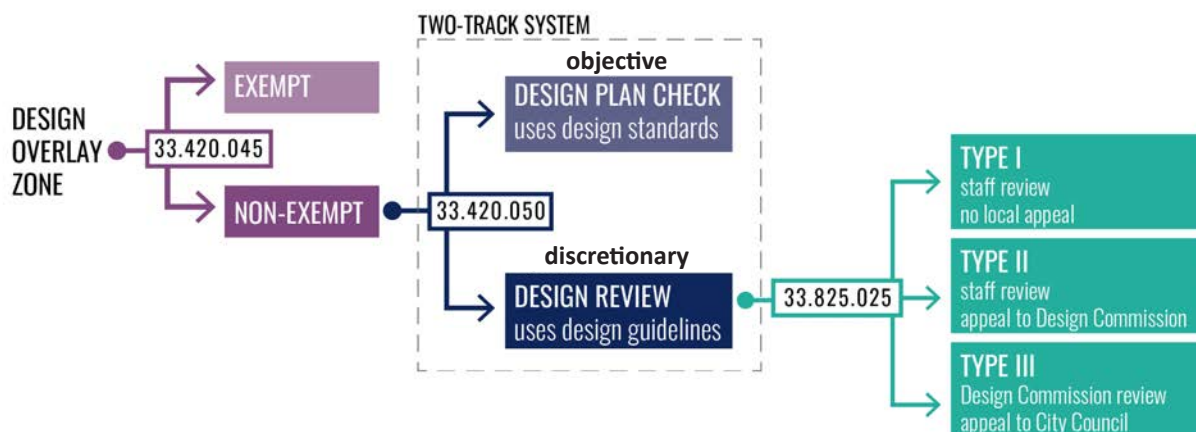 TWO-TRACK SYSTEM
DESIGN
OVERLAY
ZONE
33.420.045
EXEMPT
NON-EXEMPT
33.420.050
objective
DESIGN PLAN CHECK
uses design standards
discretionary
DESIGN REVIEW
uses design guidelines
33.825.025
TYPE I
staff review
no local appeal
TYPE II
staff review
appeal to Design Commission
TYPE III
Design Commission review
appeal to City Council